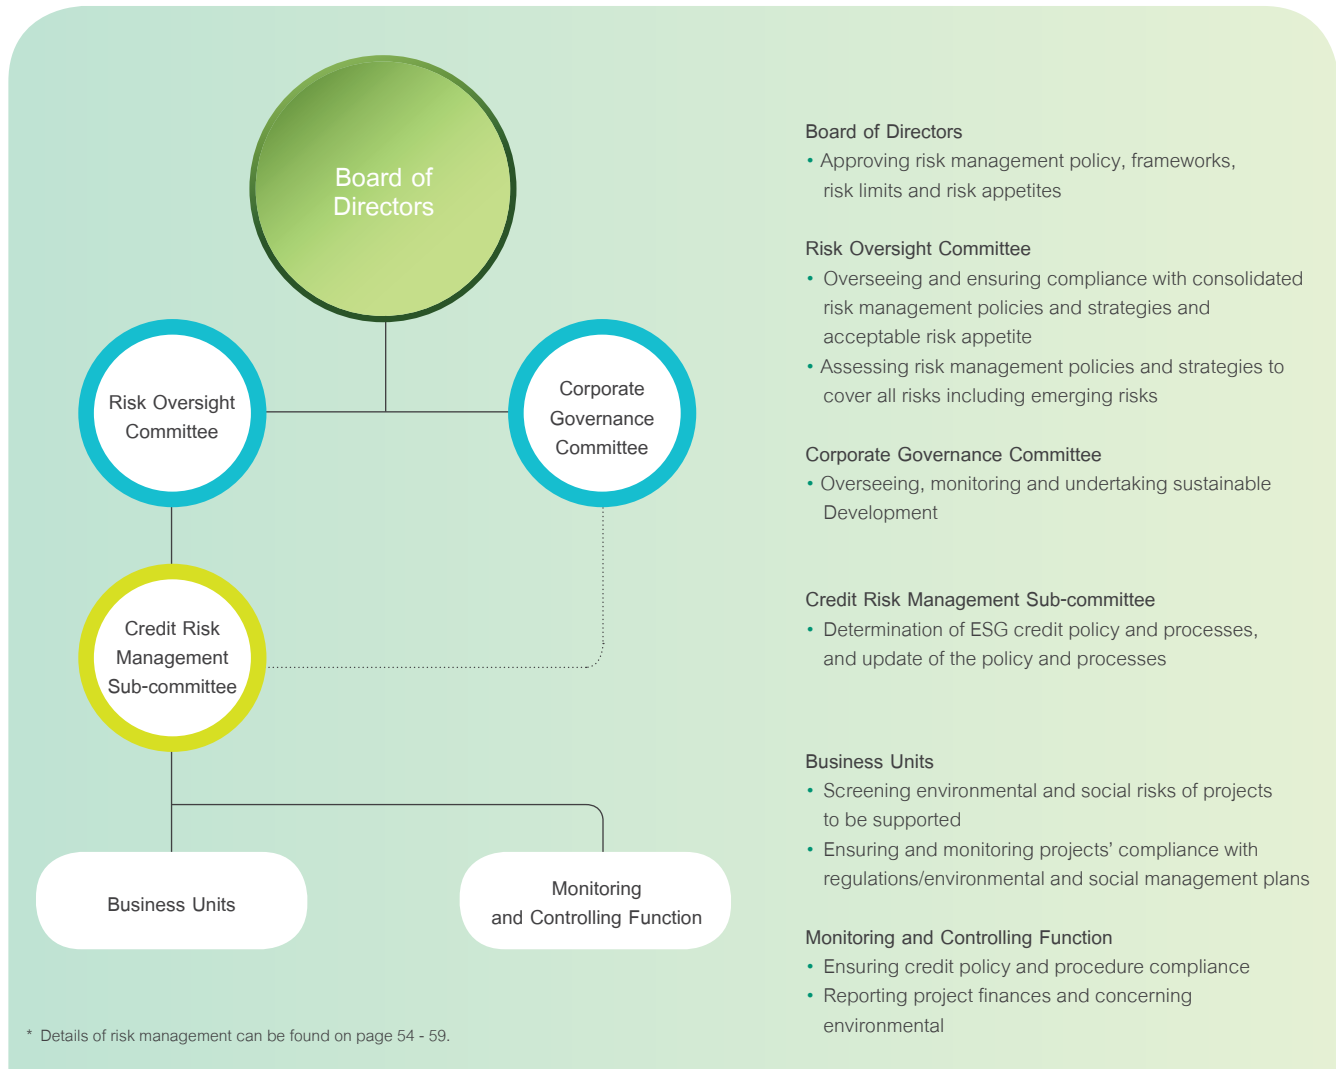 Board of
Directors
Risk Oversight
Committee
Corporate
Governance
Committee
Credit Risk
Management
Sub-committee
Business Units
Monitoring
and Controlling Function
* Details of risk management can be found on page 54 - 59.
Board of Directors
• Approving risk management policy, frameworks,
risk limits and risk appetites
Risk Oversight Committee
• Overseeing and ensuring compliance with consolidated
risk management policies and strategies and
acceptable risk appetite
• Assessing risk management policies and strategies to
cover all risks including emerging risks
Corporate Governance Committee
• Overseeing, monitoring and undertaking sustainable
Development
Credit Risk Management Sub-committee
• Determination of ESG credit policy and processes,
and update of the policy and processes
Business Units
• Screening environmental and social risks of projects
to be supported
• Ensuring and monitoring projects’ compliance with
regulations/environmental and social management plans
Monitoring and Controlling Function
• Ensuring credit policy and procedure compliance
• Reporting project finances and concerning
environmental